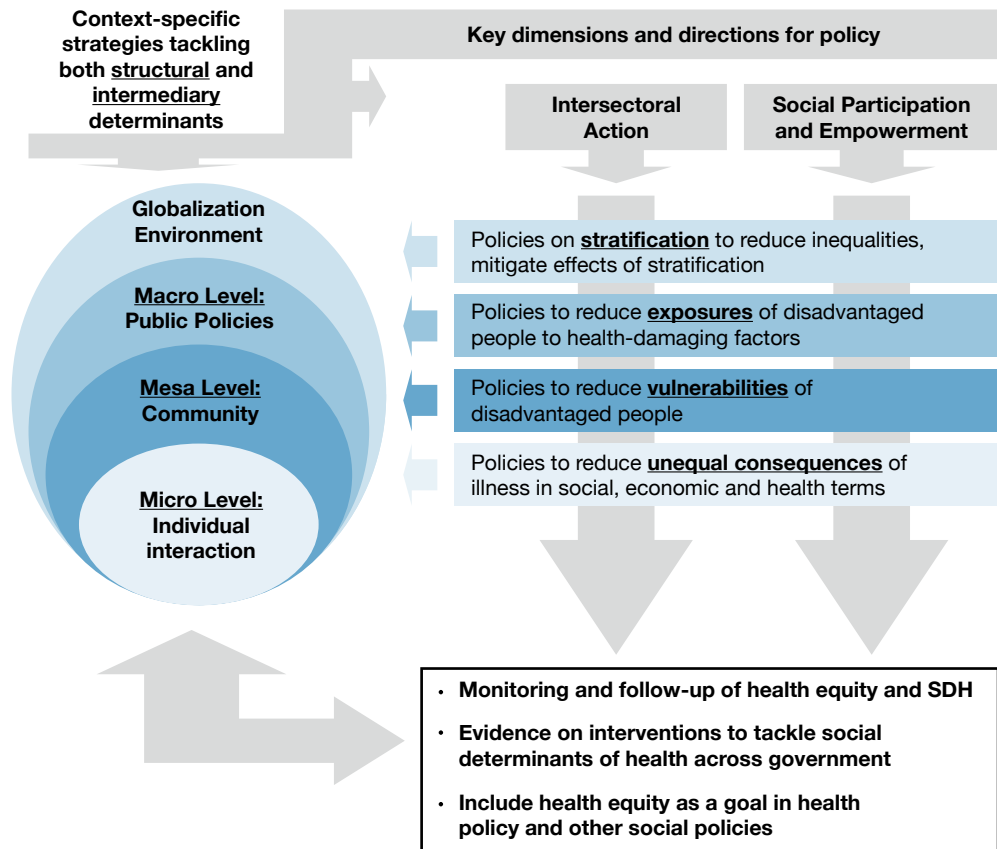 Context-specific
strategies tackling
both structural and
intermediary
determinants
Key dimensions and directions for policy
Intersectoral
Action
Social Participation
and Empowerment
Globalization
Environment
Macro Level:
Public Policies
Mesa Level:
Community
Micro Level:
Individual
interaction
Policies on stratification to reduce inequalities,
mitigate effects of stratification
Policies to reduce exposures of disadvantaged
people to health-damaging factors
Policies to reduce vulnerabilities of
disadvantaged people
Policies to reduce unequal consequences of
illness in social, economic and health terms
· Monitoring and follow-up of health equity and SDH
· Evidence on interventions to tackle social
determinants of health across government
· Include health equity as a goal in health
policy and other social policies